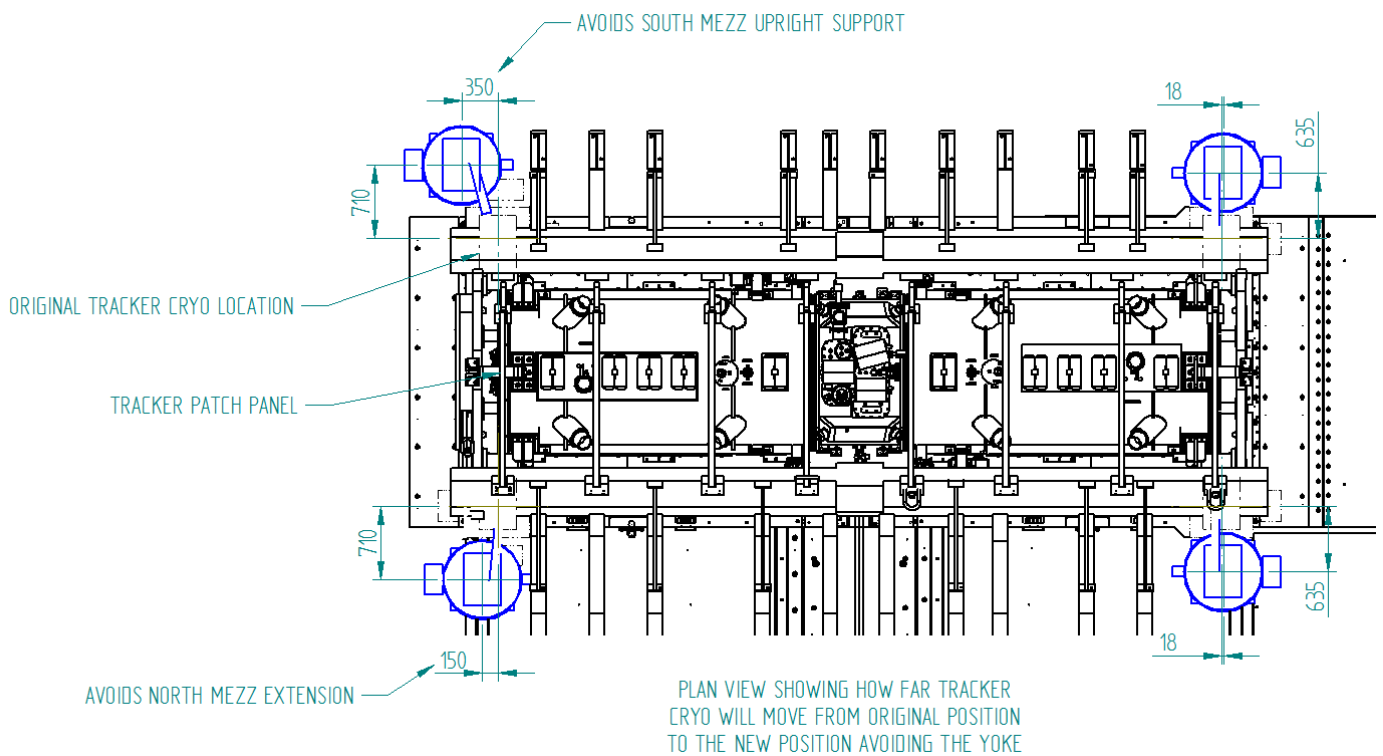 AVOIDS SOUTH MEZZ UPRIGHT SUPPORT
350
18
635
710
ORIGINAL TRACKER CRYO LOCATION
TRACKER PATCH PANEL
710
635
150
18
AVOIDS NORTH MEZZ EXTENSION
PLAN VIEW SHOWING HOW FAR TRACKER
CRYO WILL MOVE FROM ORIGINAL POSITION
TO THE NEW POSITION AVOIDING THE YOKE